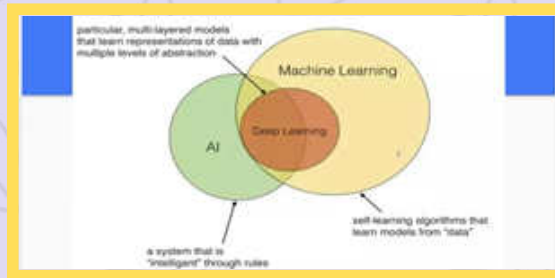 particular, multi-layered models
that learn representations of data with
multiple levels of abstraction
Machine Learning
Deep Learning
AI
self-learning algorithms that
learn models from "data"
a system that is
"intelligent" through rules